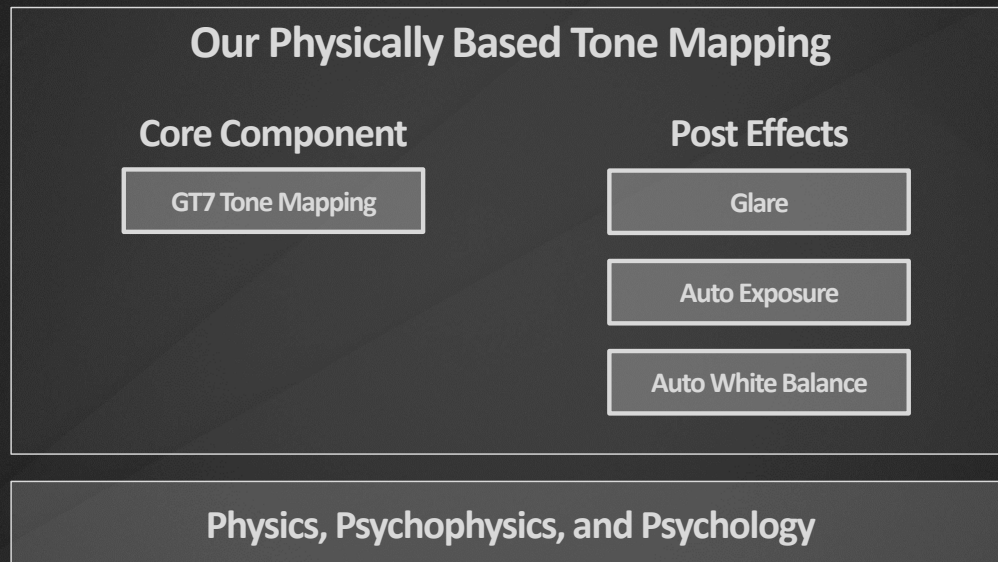 Our Physically Based Tone Mapping
Core Component
GT7 Tone Mapping
Post Effects
Glare
Auto Exposure
Auto White Balance
Physics, Psychophysics, and Psychology